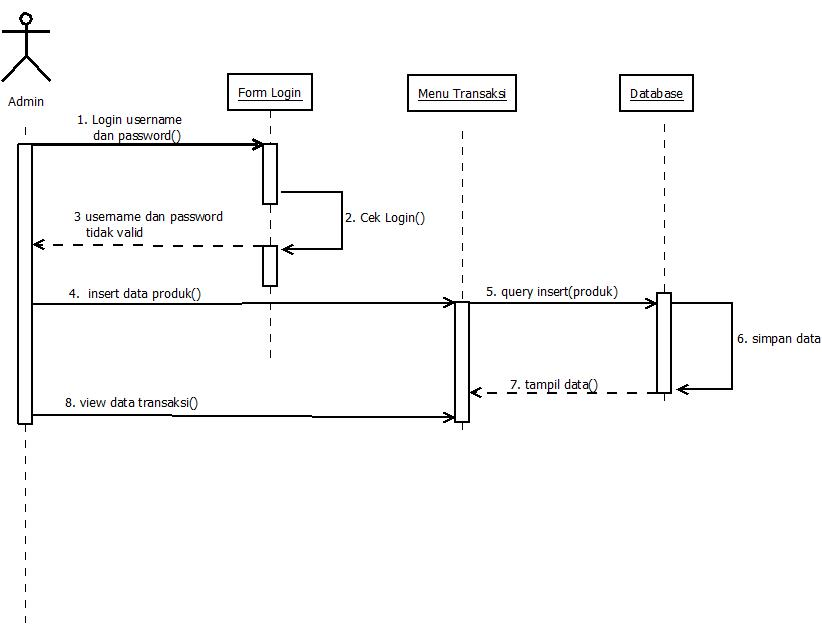 Admin
Form Login
Menu Transaksi
Database
1. Login username
dan password()
2. Cek Login()
3 username dan password
tidak valid
4. insert data produk()
5. query insert(produk)
6. simpan data
7. tampil data()
8. view data transaksi()